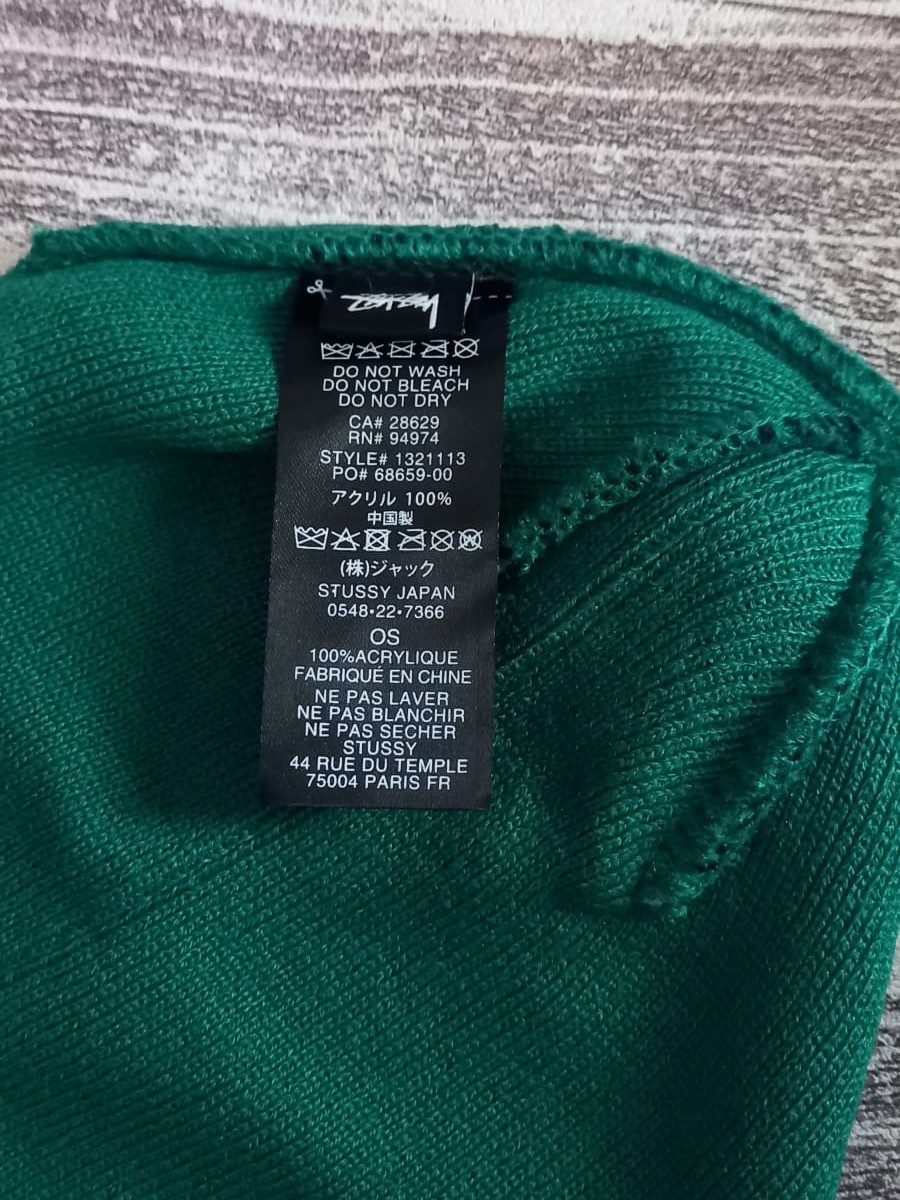 STUSSY
DO NOT WASH
DO NOT BLEACH
DO NOT DRY
CA# 28629
RN# 94974
STYLE# 1321113
PO# 68659-00
アクリル 100%
中国製
(株)ジャック
STUSSY JAPAN
0548・22・7366
OS
100%ACRYLIQUE
FABRIQUÉ EN CHINE
NE PAS LAVER
NE PAS BLANCHIR
NE PAS SECHER
STUSSY
44 RUE DU TEMPLE
75004 PARIS FR